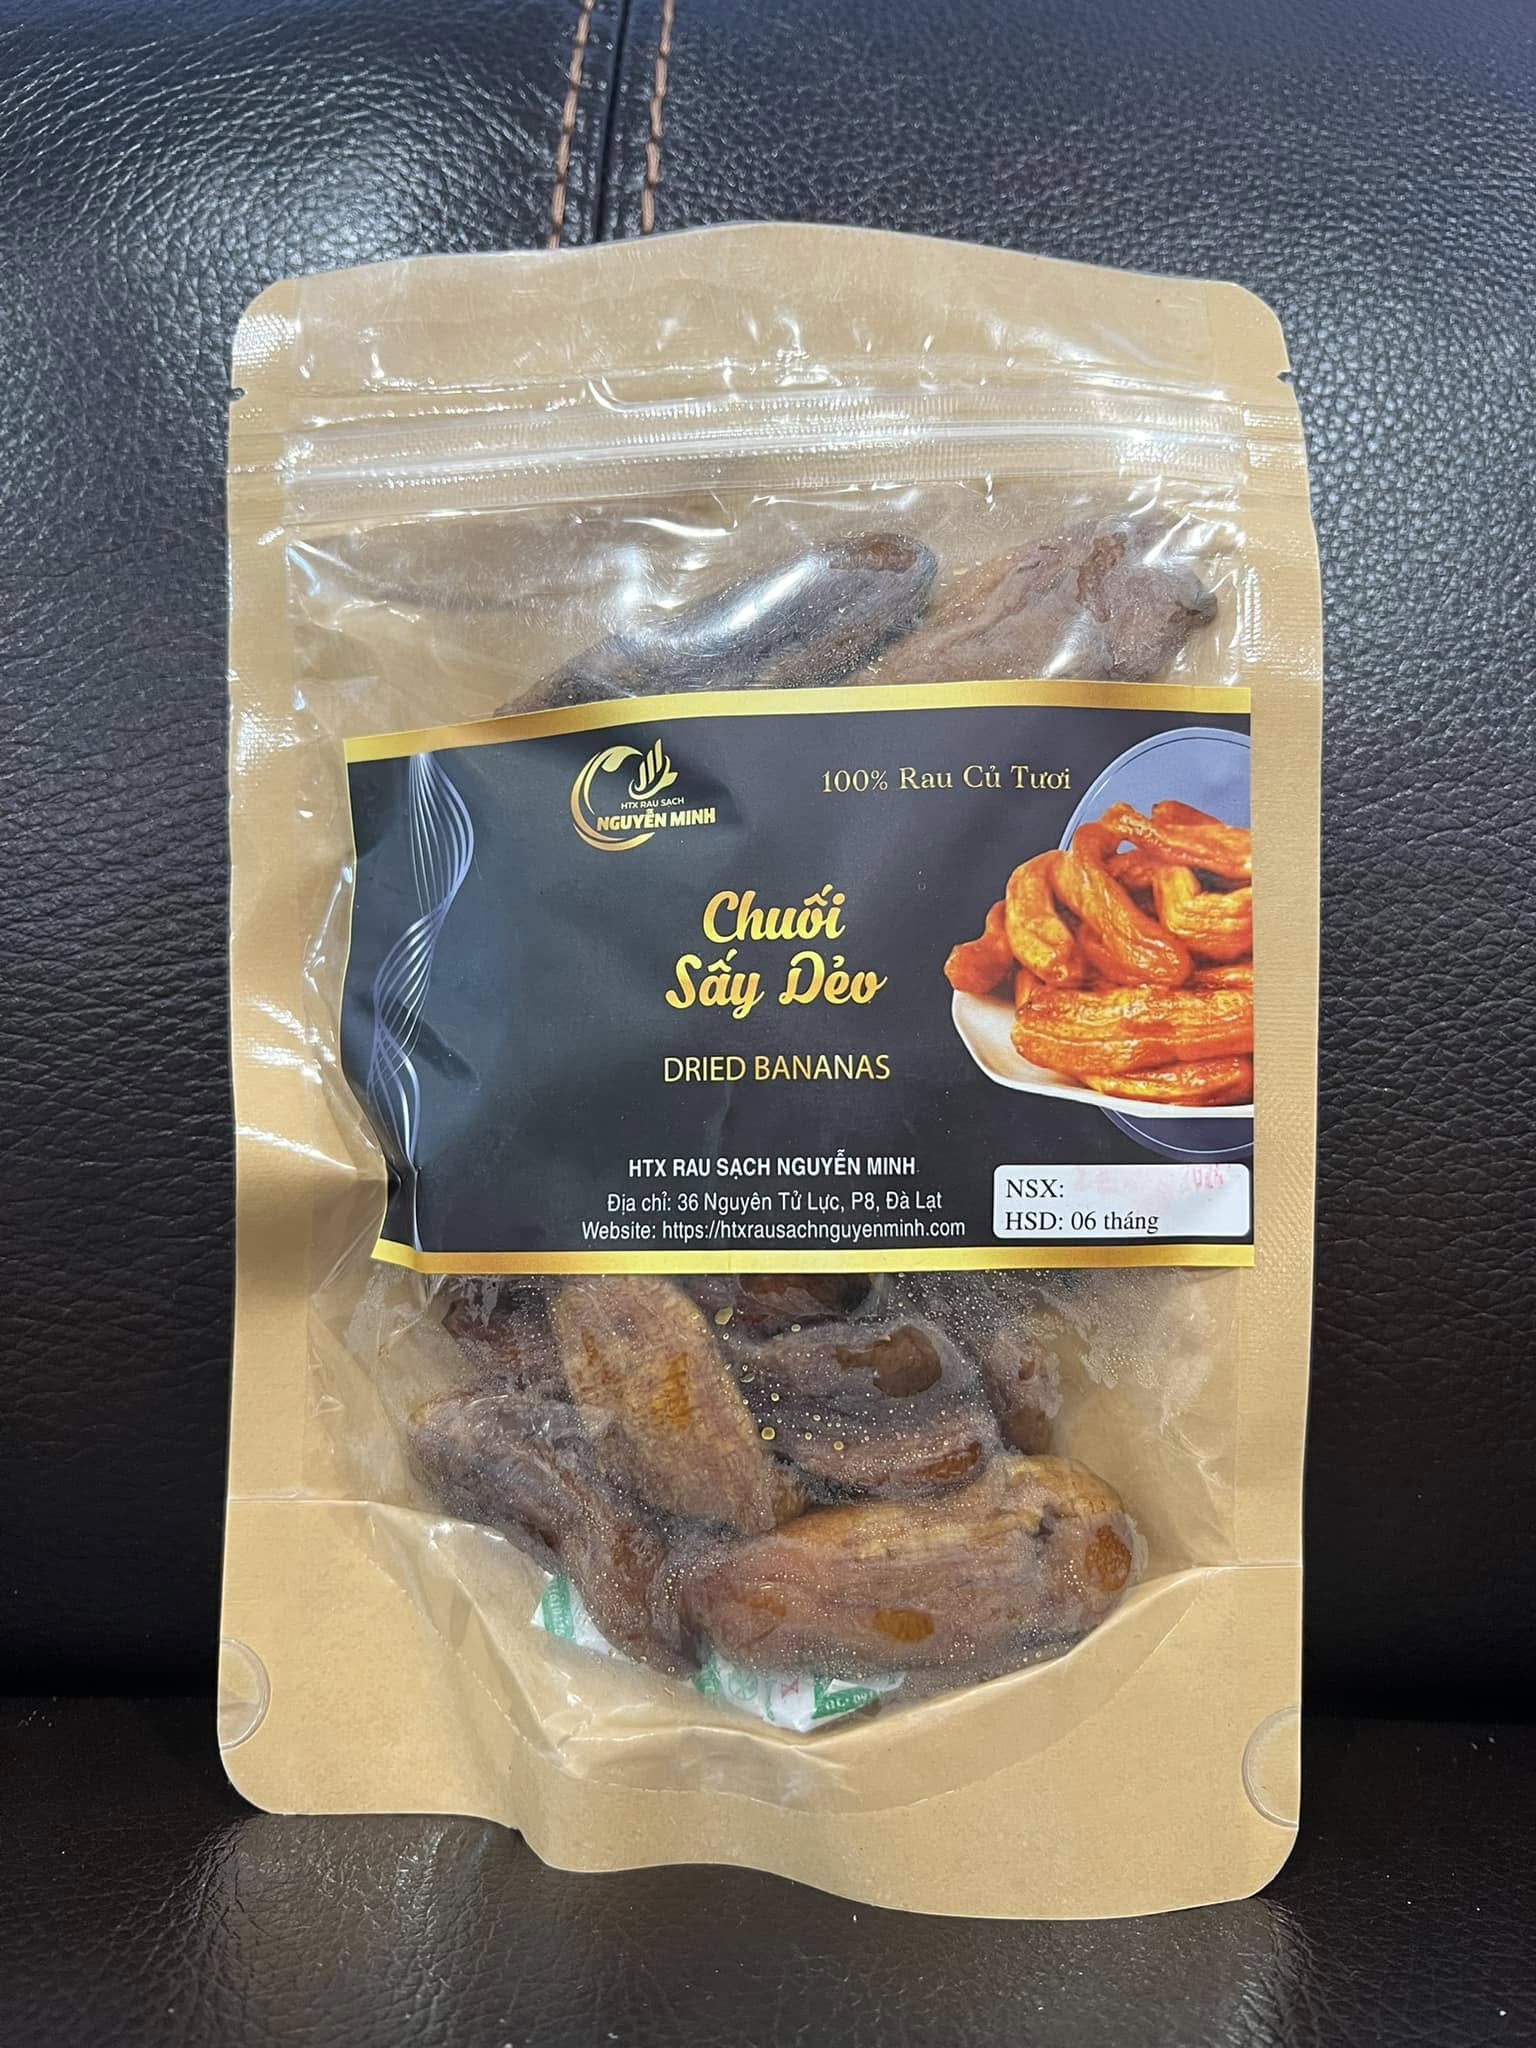 HTX RAU SẠCH
NGUYỄN MINH
100% Rau Củ Tươi
Chuối
Sấy Dẻo
DRIED BANANAS
HTX RAU SẠCH NGUYỄN MINH
Địa chỉ: 36 Nguyên Tử Lực, P8, Đà Lạt
Website: https://htxrausachnguyenminh.com
NSX:
HSD: 06 tháng